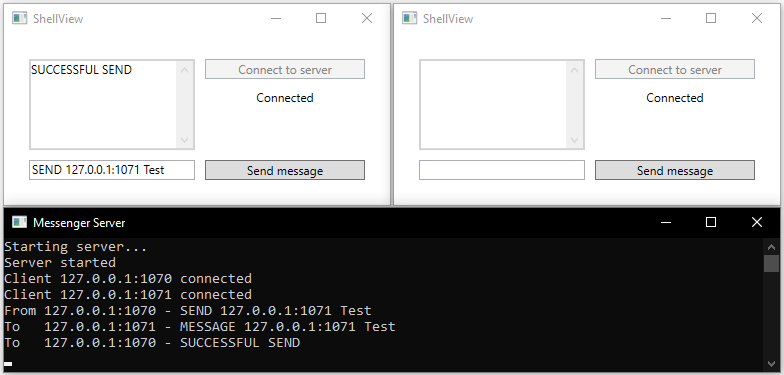 ShellView
SUCCESSFUL SEND
Connect to server
Connected
SEND 127.0.0.1:1071 Test
Send message
ShellView
Connect to server
Connected
Send message
Messenger Server
Starting server...
Server started
Client 127.0.0.1:1070 connected
Client 127.0.0.1:1071 connected
From 127.0.0.1:1070 - SEND 127.0.0.1:1071 Test
To   127.0.0.1:1071 - MESSAGE 127.0.0.1:1071 Test
To   127.0.0.1:1070 - SUCCESSFUL SEND